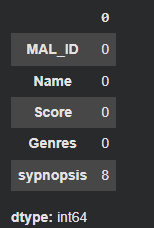 0
MAL_ID 0
Name 0
Score 0
Genres 0
sypnopsis 8
dtype: int64